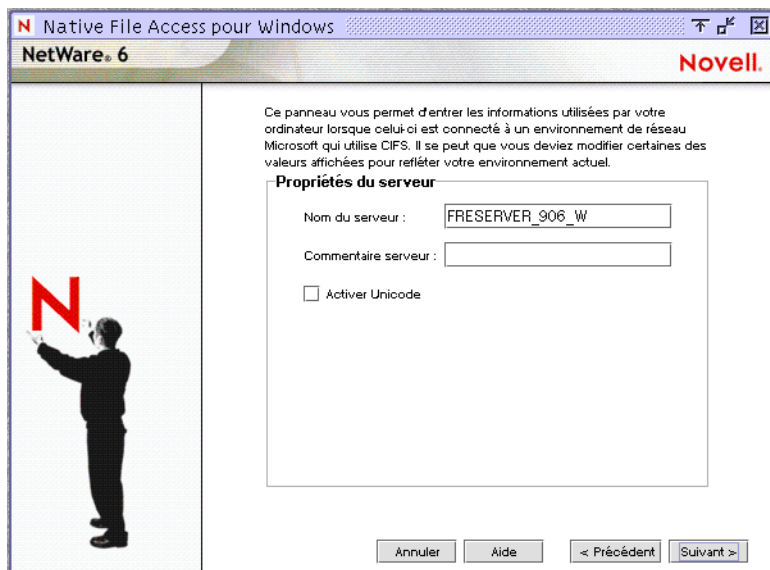 N Native File Access pour Windows
NetWare® 6
Novell.
Ce panneau vous permet d'entrer les informations utilisées par votre
ordinateur lorsque celui-ci est connecté à un environnement de réseau
Microsoft qui utilise CIFS. Il se peut que vous deviez modifier certaines des
valeurs affichées pour refléter votre environnement actuel.
Propriétés du serveur
Nom du serveur : FRESERVER_906_W
Commentaire serveur :
Activer Unicode
N
Annuler Aide < Précédent Suivant >